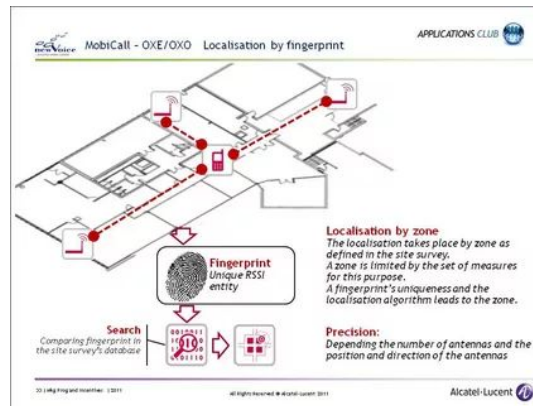 new Voice
MobiCall - OXE/OXO Localisation by fingerprint
APPLICATIONS CLUB
Localisation by zone
The localisation takes place by zone as
defined in the site survey.
A zone is limited by the set of measures
for this purpose.
A fingerprint's uniqueness and the
localisation algorithm leads to the zone.
Fingerprint
Unique RSSI
entity
Search
Comparing fingerprint in
the site survey's database
Precision:
Depending the number of antennas and the
position and direction of the antennas
All Rights Reserved © Alcatel-Lucent 2011
Alcatel-Lucent